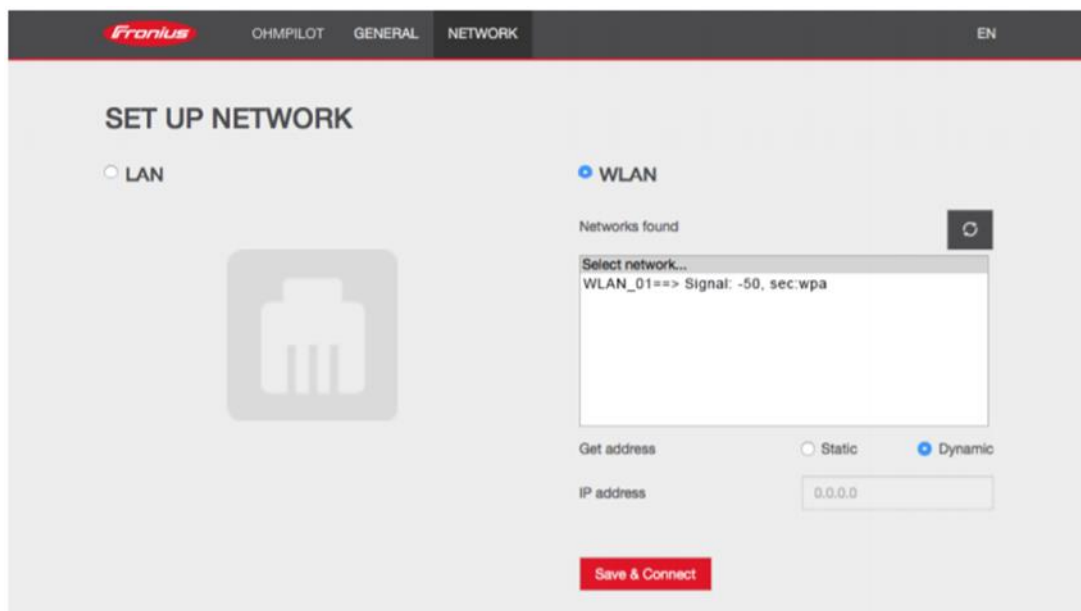 Fronius OHMPILOT GENERAL NETWORK EN
SET UP NETWORK
LAN
WLAN
Networks found
Select network...
WLAN_01==> Signal: -50, sec:wpa
Get address Static Dynamic
IP address 0.0.0.0
Save & Connect